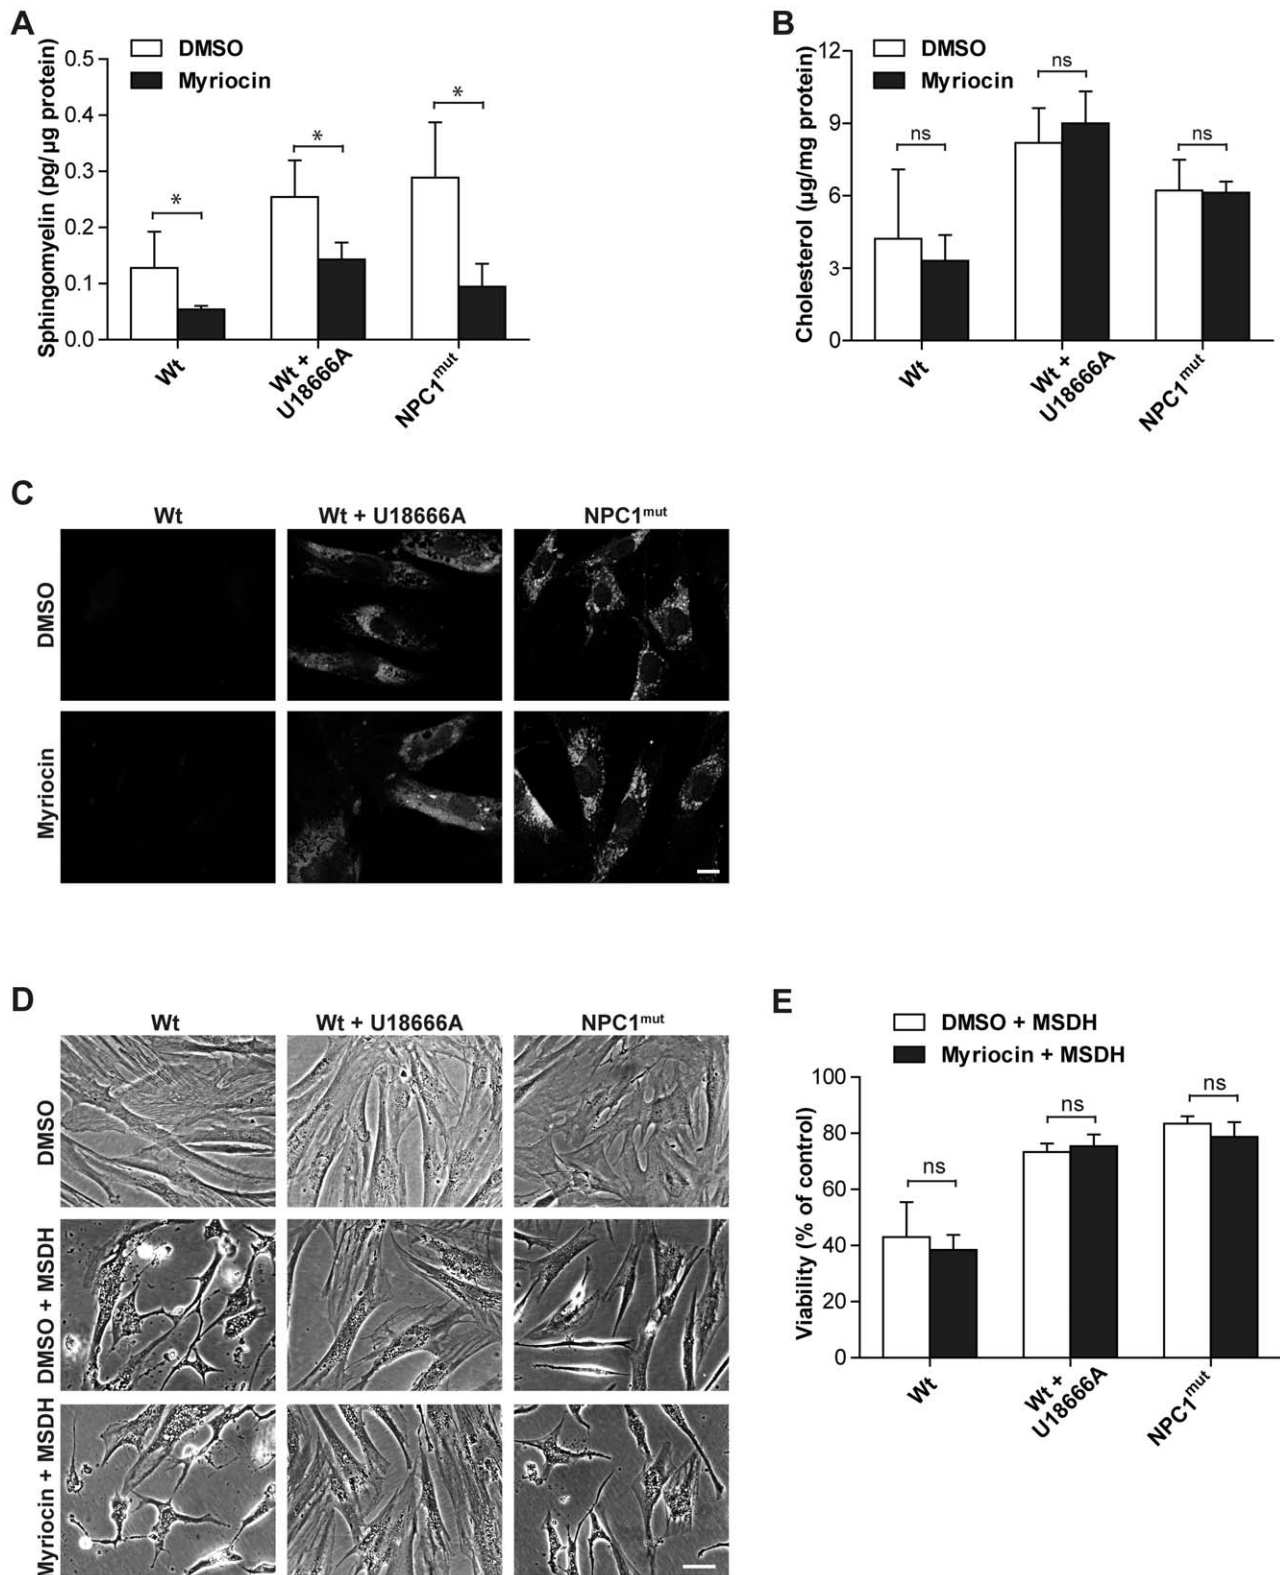 A
DMSO
Myriocin
Sphingomyelin (pg/µg protein)
0.5
0.4
0.3
0.2
0.1
0.0
*
*
*
Wt
Wt +
U18666A
NPC1mut
B
DMSO
Myriocin
Cholesterol (µg/mg protein)
12
9
6
3
0
ns
ns
ns
Wt
Wt +
U18666A
NPC1mut
C
Wt
Wt + U18666A
NPC1mut
DMSO
Myriocin
D
Wt
Wt + U18666A
NPC1mut
DMSO
DMSO + MSDH
Myriocin + MSDH
E
DMSO + MSDH
Myriocin + MSDH
Viability (% of control)
100
80
60
40
20
0
ns
ns
ns
Wt
Wt +
U18666A
NPC1mut